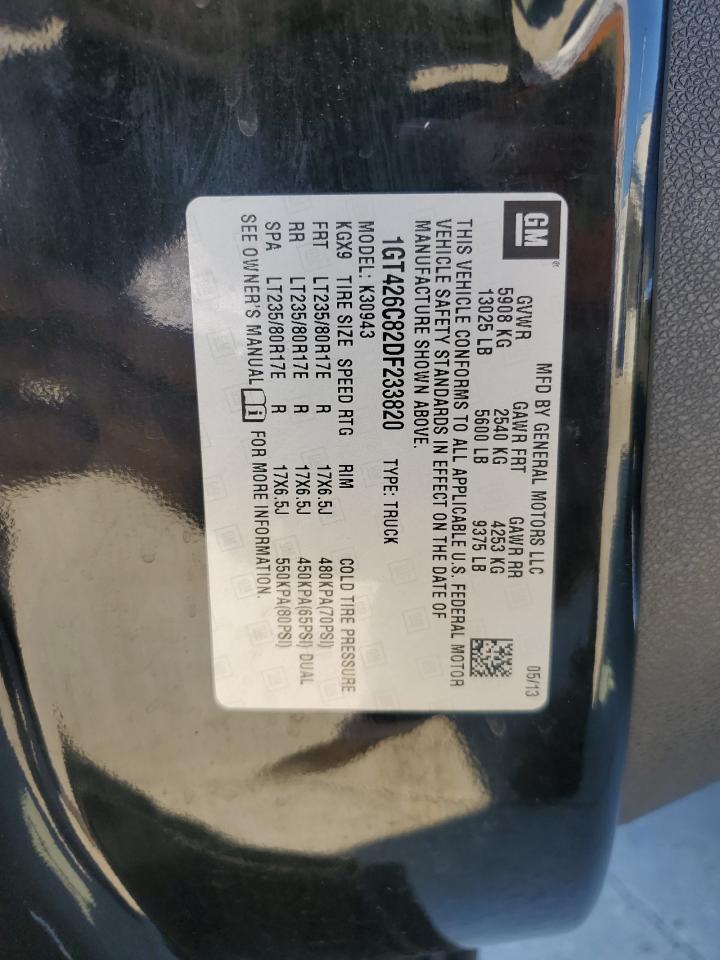 GM
MFD BY GENERAL MOTORS LLC 05/13
GVWR GAWR FRT GAWR RR
5908 KG 2540 KG 4253 KG
13025 LB 5600 LB 9375 LB
THIS VEHICLE CONFORMS TO ALL APPLICABLE U.S. FEDERAL MOTOR
VEHICLE SAFETY STANDARDS IN EFFECT ON THE DATE OF
MANUFACTURE SHOWN ABOVE.
1GT426C82DF233820 TYPE: TRUCK
MODEL: K30943
KGX9 TIRE SIZE SPEED RTG RIM COLD TIRE PRESSURE
FRT LT235/80R17E R 17X6.5J 480KPA(70PSI)
RR LT235/80R17E R 17X6.5J 450KPA(65PSI) DUAL
SPA LT235/80R17E R 17X6.5J 550KPA(80PSI)
SEE OWNER'S MANUAL FOR MORE INFORMATION.